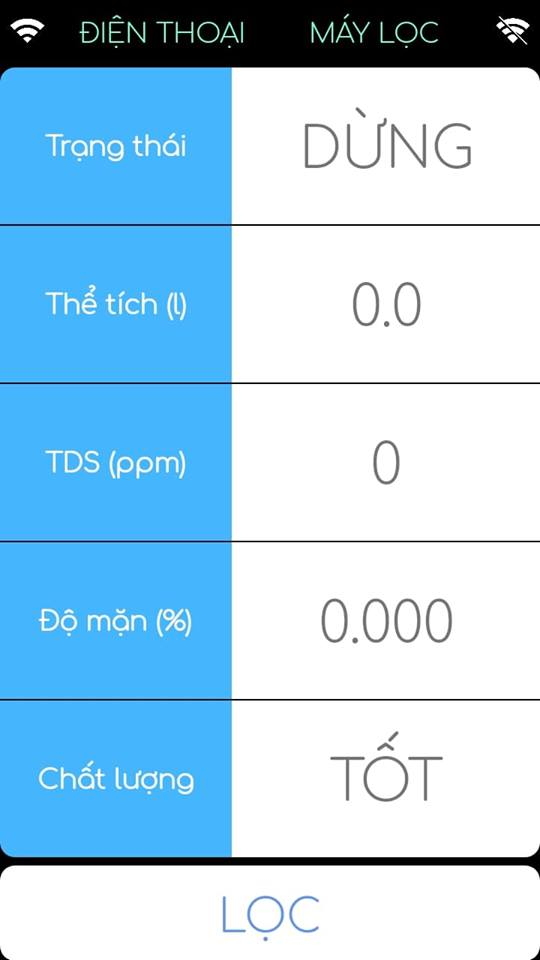 ĐIỆN THOẠI MÁY LỌC
Trạng thái DỪNG
Thể tích (l) 0.0
TDS (ppm) 0
Độ mặn (%) 0.000
Chất lượng TỐT
LỌC